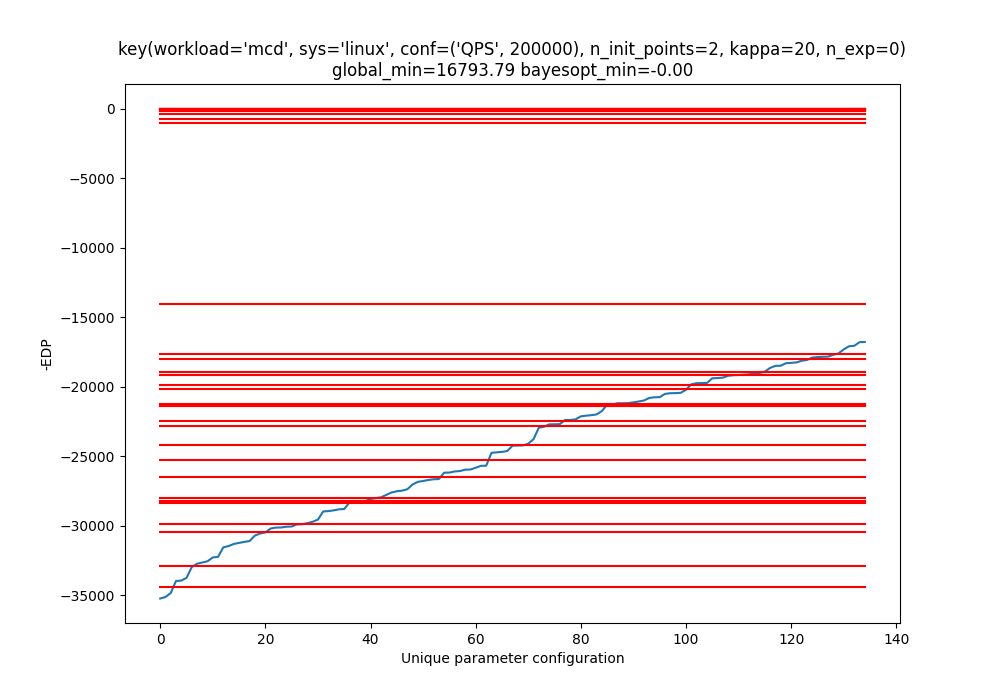 key(workload='mcd', sys='linux', conf=('QPS', 200000), n_init_points=2, kappa=20, n_exp=0)
global_min=16793.79 bayesopt_min=-0.00
0
−5000
−10000
−15000
−20000
−25000
−30000
−35000
-EDP
0 20 40 60 80 100 120 140
Unique parameter configuration